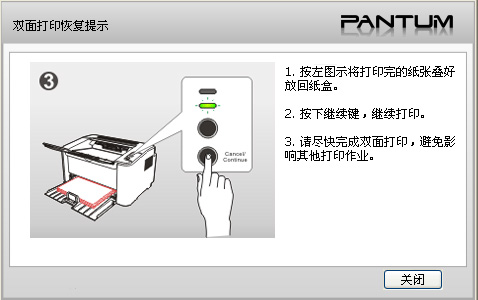 双面打印恢复提示
PANTUM
3
Cancel/
Continue
1. 按左图示将打印完的纸张叠好
放回纸盒。
2. 按下继续键，继续打印。
3. 请尽快完成双面打印，避免影
响其他打印作业。
关闭